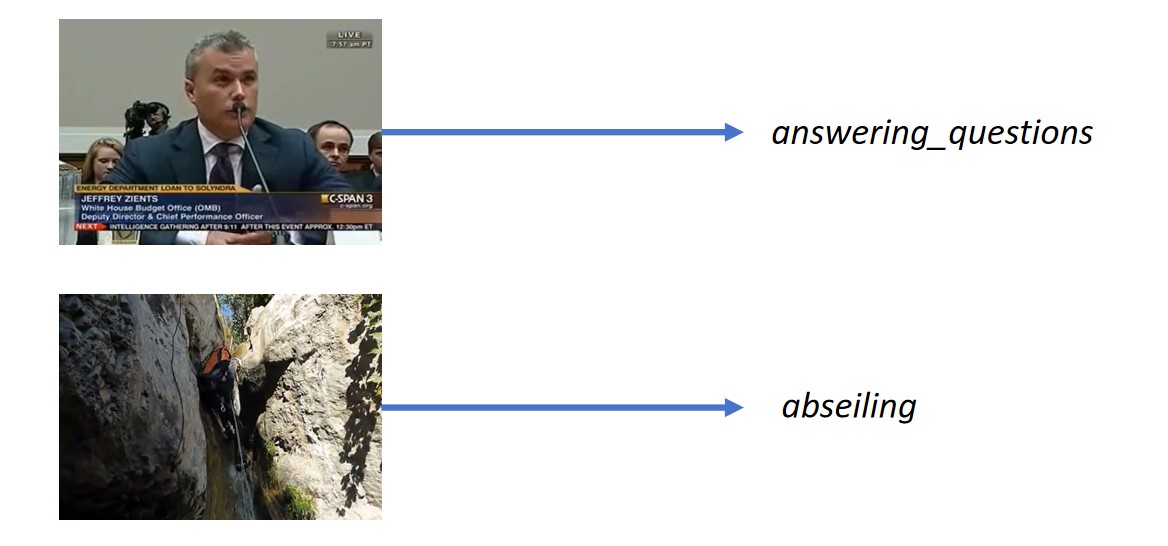 LIVE
7:57 am PT
answering_questions
ENERGY DEPARTMENT LOAN TO SOLYNDRA
JEFFREY ZIENTS
C-SPAN 3
White House Budget Office (OMB)
c-span.org
Deputy Director & Chief Performance Officer
NEXT INTELLIGENCE GATHERING AFTER 9/11 AFTER THIS EVENT APPROX. 12:30pm ET
abseiling